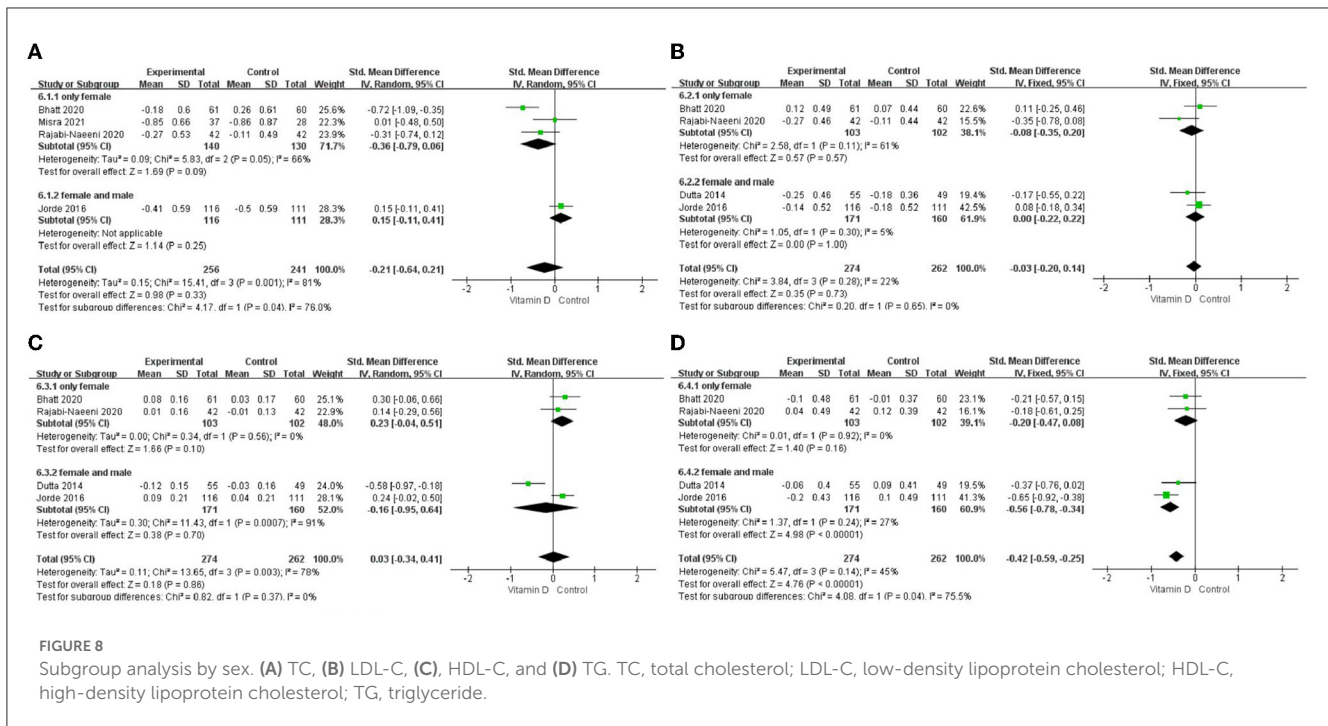 A
Experimental Control Std. Mean Difference Std. Mean Difference
Study or Subgroup Mean SD Total Mean SD Total Weight IV, Random, 95% CI IV, Random, 95% CI
6.1.1 only female
Bhatt 2020 -0.18 0.6 61 0.26 0.61 60 25.6% -0.72 [-1.09, -0.35]
Misra 2021 -0.85 0.66 37 -0.86 0.87 28 22.3% 0.01 [-0.48, 0.50]
Rajabi-Naeeni 2020 -0.27 0.53 42 -0.11 0.49 42 23.9% -0.31 [-0.74, 0.12]
Subtotal (95% CI) 140 130 71.7% -0.36 [-0.79, 0.06]
Heterogeneity: Tau² = 0.09; Chi² = 5.83, df = 2 (P = 0.05); I² = 66%
Test for overall effect: Z = 1.69 (P = 0.09)
6.1.2 female and male
Jorde 2016 -0.41 0.59 116 -0.5 0.59 111 28.3% 0.15 [-0.11, 0.41]
Subtotal (95% CI) 116 111 28.3% 0.15 [-0.11, 0.41]
Heterogeneity: Not applicable
Test for overall effect: Z = 1.14 (P = 0.25)
Total (95% CI) 256 241 100.0% -0.21 [-0.64, 0.21]
Heterogeneity: Tau² = 0.15; Chi² = 15.41, df = 3 (P = 0.001); I² = 81%
Test for overall effect: Z = 0.98 (P = 0.33)
Test for subgroup differences: Chi² = 4.17, df = 1 (P = 0.04), I² = 76.0%
-2 -1 0 1 2
Vitamin D Control
B
Experimental Control Std. Mean Difference Std. Mean Difference
Study or Subgroup Mean SD Total Mean SD Total Weight IV, Fixed, 95% CI IV, Fixed, 95% CI
6.2.1 only female
Bhatt 2020 0.12 0.49 61 0.07 0.44 60 22.6% 0.11 [-0.25, 0.46]
Rajabi-Naeeni 2020 -0.27 0.46 42 -0.11 0.44 42 15.5% -0.35 [-0.78, 0.08]
Subtotal (95% CI) 103 102 38.1% -0.08 [-0.35, 0.20]
Heterogeneity: Chi² = 2.58, df = 1 (P = 0.11); I² = 61%
Test for overall effect: Z = 0.57 (P = 0.57)
6.2.2 female and male
Dutta 2014 -0.25 0.46 55 -0.18 0.36 49 19.4% -0.17 [-0.55, 0.22]
Jorde 2016 -0.14 0.52 116 -0.18 0.52 111 42.5% 0.08 [-0.18, 0.34]
Subtotal (95% CI) 171 160 61.9% 0.00 [-0.22, 0.22]
Heterogeneity: Chi² = 1.05, df = 1 (P = 0.30); I² = 5%
Test for overall effect: Z = 0.00 (P = 1.00)
Total (95% CI) 274 262 100.0% -0.03 [-0.20, 0.14]
Heterogeneity: Chi² = 3.84, df = 3 (P = 0.28); I² = 22%
Test for overall effect: Z = 0.35 (P = 0.73)
Test for subgroup differences: Chi² = 0.20, df = 1 (P = 0.65), I² = 0%
-2 -1 0 1 2
Vitamin D Control
C
Experimental Control Std. Mean Difference Std. Mean Difference
Study or Subgroup Mean SD Total Mean SD Total Weight IV, Random, 95% CI IV, Random, 95% CI
6.3.1 only female
Bhatt 2020 0.08 0.16 61 0.03 0.17 60 25.1% 0.30 [-0.06, 0.66]
Rajabi-Naeeni 2020 0.01 0.16 42 -0.01 0.13 42 22.9% 0.14 [-0.29, 0.56]
Subtotal (95% CI) 103 102 48.0% 0.23 [-0.04, 0.51]
Heterogeneity: Tau² = 0.00; Chi² = 0.34, df = 1 (P = 0.56); I² = 0%
Test for overall effect: Z = 1.66 (P = 0.10)
6.3.2 female and male
Dutta 2014 -0.12 0.15 55 -0.03 0.16 49 24.0% -0.58 [-0.97, -0.18]
Jorde 2016 0.09 0.21 116 0.04 0.21 111 28.1% 0.24 [-0.02, 0.50]
Subtotal (95% CI) 171 160 52.0% -0.16 [-0.95, 0.64]
Heterogeneity: Tau² = 0.30; Chi² = 11.43, df = 1 (P = 0.0007); I² = 91%
Test for overall effect: Z = 0.38 (P = 0.70)
Total (95% CI) 274 262 100.0% 0.03 [-0.34, 0.41]
Heterogeneity: Tau² = 0.11; Chi² = 13.65, df = 3 (P = 0.003); I² = 78%
Test for overall effect: Z = 0.18 (P = 0.86)
Test for subgroup differences: Chi² = 0.82, df = 1 (P = 0.37), I² = 0%
-2 -1 0 1 2
Vitamin D Control
D
Experimental Control Std. Mean Difference Std. Mean Difference
Study or Subgroup Mean SD Total Mean SD Total Weight IV, Fixed, 95% CI IV, Fixed, 95% CI
6.4.1 only female
Bhatt 2020 -0.1 0.48 61 -0.01 0.37 60 23.1% -0.21 [-0.57, 0.15]
Rajabi-Naeeni 2020 0.04 0.49 42 0.12 0.39 42 16.1% -0.18 [-0.61, 0.25]
Subtotal (95% CI) 103 102 39.1% -0.20 [-0.47, 0.08]
Heterogeneity: Chi² = 0.01, df = 1 (P = 0.92); I² = 0%
Test for overall effect: Z = 1.40 (P = 0.16)
6.4.2 female and male
Dutta 2014 -0.06 0.4 55 0.09 0.41 49 19.5% -0.37 [-0.76, 0.02]
Jorde 2016 -0.2 0.43 116 0.1 0.49 111 41.3% -0.65 [-0.92, -0.38]
Subtotal (95% CI) 171 160 60.9% -0.56 [-0.78, -0.34]
Heterogeneity: Chi² = 1.37, df = 1 (P = 0.24); I² = 27%
Test for overall effect: Z = 4.98 (P < 0.00001)
Total (95% CI) 274 262 100.0% -0.42 [-0.59, -0.25]
Heterogeneity: Chi² = 5.47, df = 3 (P = 0.14); I² = 45%
Test for overall effect: Z = 4.76 (P < 0.00001)
Test for subgroup differences: Chi² = 4.08, df = 1 (P = 0.04), I² = 75.5%
-2 -1 0 1 2
Vitamin D Control
FIGURE 8
Subgroup analysis by sex. (A) TC, (B) LDL-C, (C), HDL-C, and (D) TG. TC, total cholesterol; LDL-C, low-density lipoprotein cholesterol; HDL-C,
high-density lipoprotein cholesterol; TG, triglyceride.